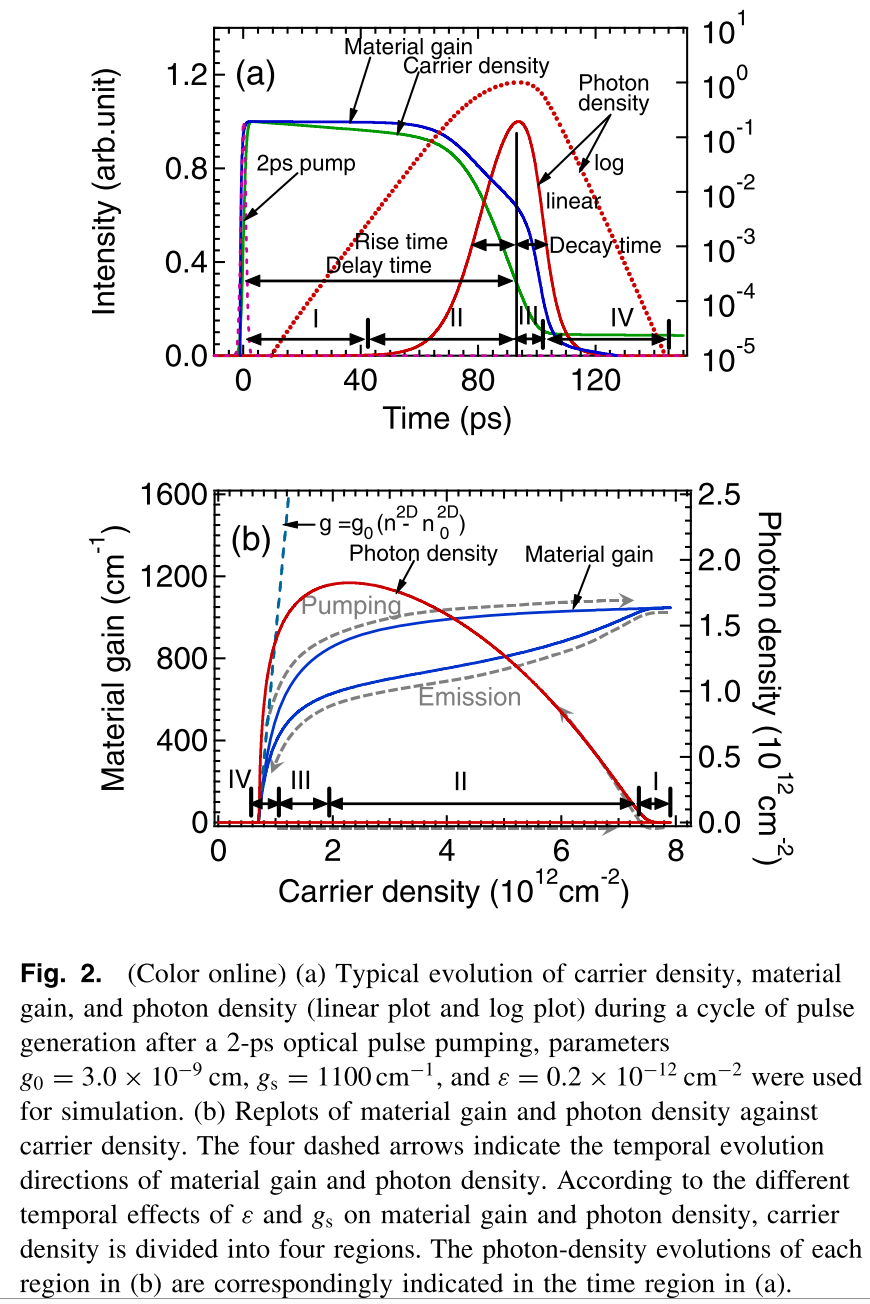 (a)
Material gain
Carrier density
Photon
density
2ps pump
log
linear
Rise time
Decay time
Delay time
I
II
III
IV
Intensity (arb.unit)
1.2
0.8
0.4
0.0
10^1
10^0
10^-1
10^-2
10^-3
10^-4
10^-5
0
40
80
120
Time (ps)
(b)
g =g_0 (n^2D - n_0^2D)
Photon density
Material gain
Pumping
Emission
IV
III
II
I
Material gain (cm^-1)
1600
1200
800
400
0
2.5
2.0
1.5
1.0
0.5
0.0
Photon density (10^12 cm^-2)
0
2
4
6
8
Carrier density (10^12 cm^-2)
Fig. 2. (Color online) (a) Typical evolution of carrier density, material
gain, and photon density (linear plot and log plot) during a cycle of pulse
generation after a 2-ps optical pulse pumping, parameters
g_0 = 3.0 × 10^−9 cm, g_s = 1100 cm^−1, and ε = 0.2 × 10^−12 cm^−2 were used
for simulation. (b) Replots of material gain and photon density against
carrier density. The four dashed arrows indicate the temporal evolution
directions of material gain and photon density. According to the different
temporal effects of ε and g_s on material gain and photon density, carrier
density is divided into four regions. The photon-density evolutions of each
region in (b) are correspondingly indicated in the time region in (a).